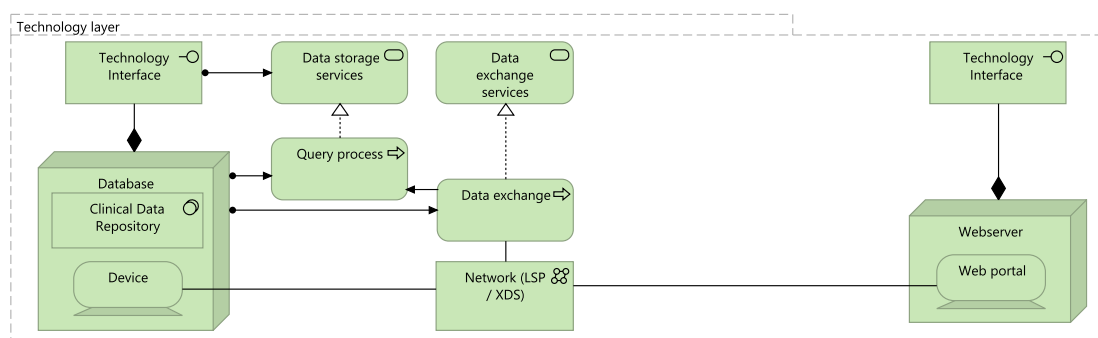 Technology layer
Technology
Interface
Data storage
services
Data
exchange
services
Technology
Interface
Query process
Database
Clinical Data
Repository
Data exchange
Webserver
Device
Network (LSP
/ XDS)
Web portal